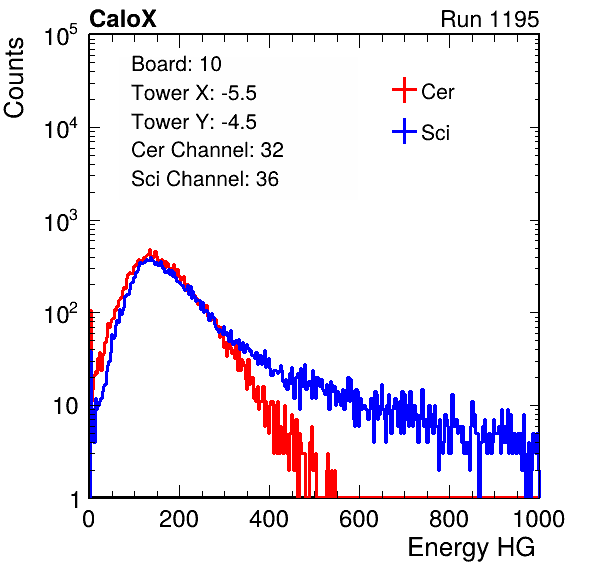 CaloX Run 1195
Board: 10
Tower X: -5.5
Tower Y: -4.5
Cer Channel: 32
Sci Channel: 36
Cer
Sci
Counts
10^5
10^4
10^3
10^2
10
1
0 200 400 600 800 1000
Energy HG